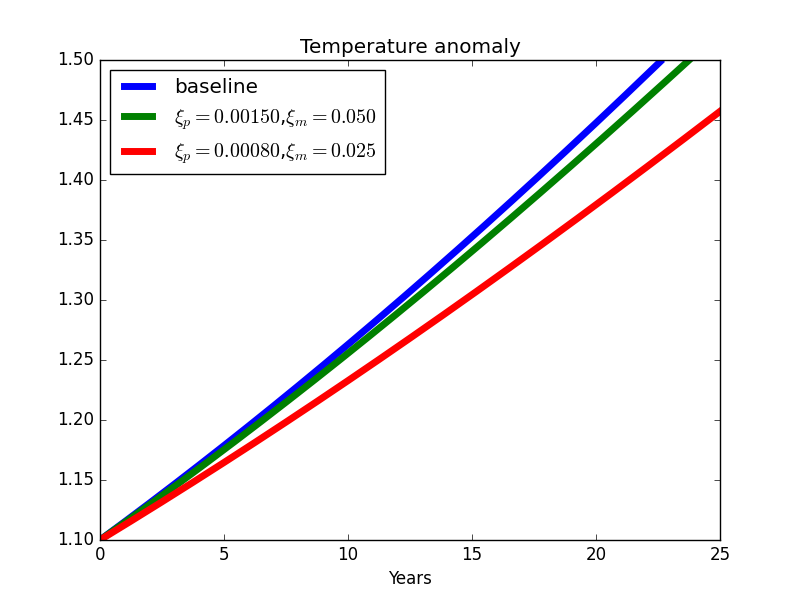 Temperature anomaly
1.50
1.45
1.40
1.35
1.30
1.25
1.20
1.15
1.10
baseline
ξₚ = 0.00150,ξₘ = 0.050
ξₚ = 0.00080,ξₘ = 0.025
0 5 10 15 20 25
Years